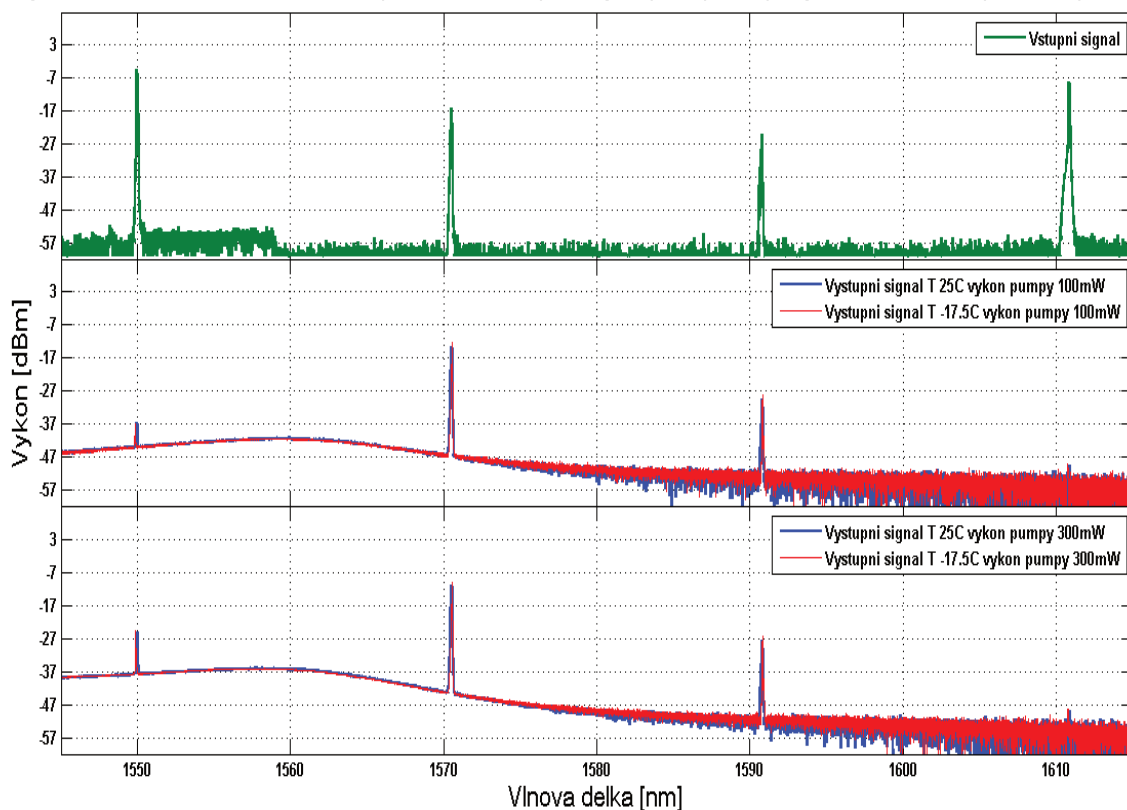 3
-7
-17
-27
-37
-47
-57
Vstupni signal
3
-7
-17
-27
-37
-47
-57
Vystupni signal T 25C vykon pumpy 100mW
Vystupni signal T -17.5C vykon pumpy 100mW
3
-7
-17
-27
-37
-47
-57
Vystupni signal T 25C vykon pumpy 300mW
Vystupni signal T -17.5C vykon pumpy 300mW
Vykon [dBm]
1550 1560 1570 1580 1590 1600 1610
Vlnova delka [nm]